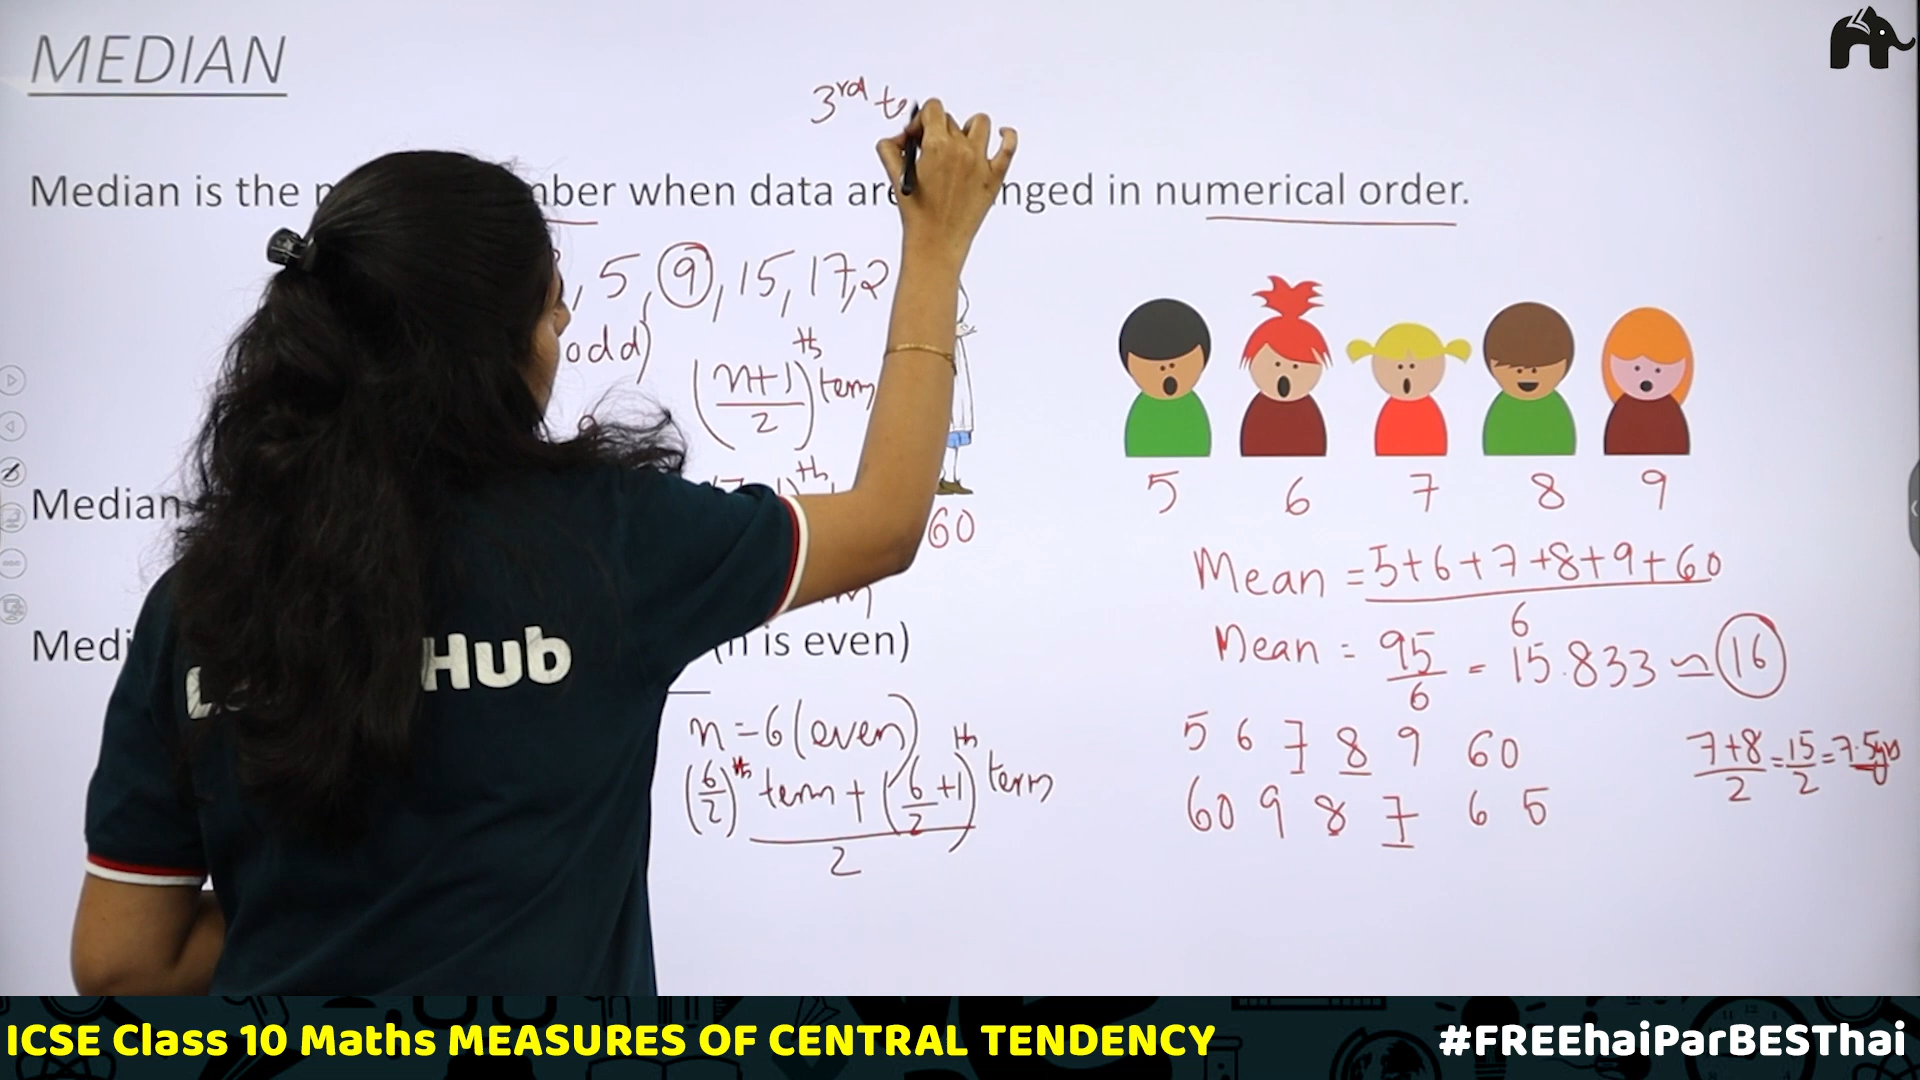 MEDIAN
3rd te
Median is the mber when data are nged in numerical order.
, 5, 9, 15, 17, 2
odd)
(n+1/2)th term
th
5 6 7 8 9
Median
60
Mean = 5+6+7+8+9+60
6
Mean = 95/6 = 15.833 ≃ 16
Medi (n is even)
Hub
n = 6 (even)
(6/2)th term + (6/2 +1)th term
2
5 6 7 8 9 60
7+8/2 = 15/2 = 7.5yrs
60 9 8 7 6 5
ICSE Class 10 Maths MEASURES OF CENTRAL TENDENCY
#FREEhaiParBESThai